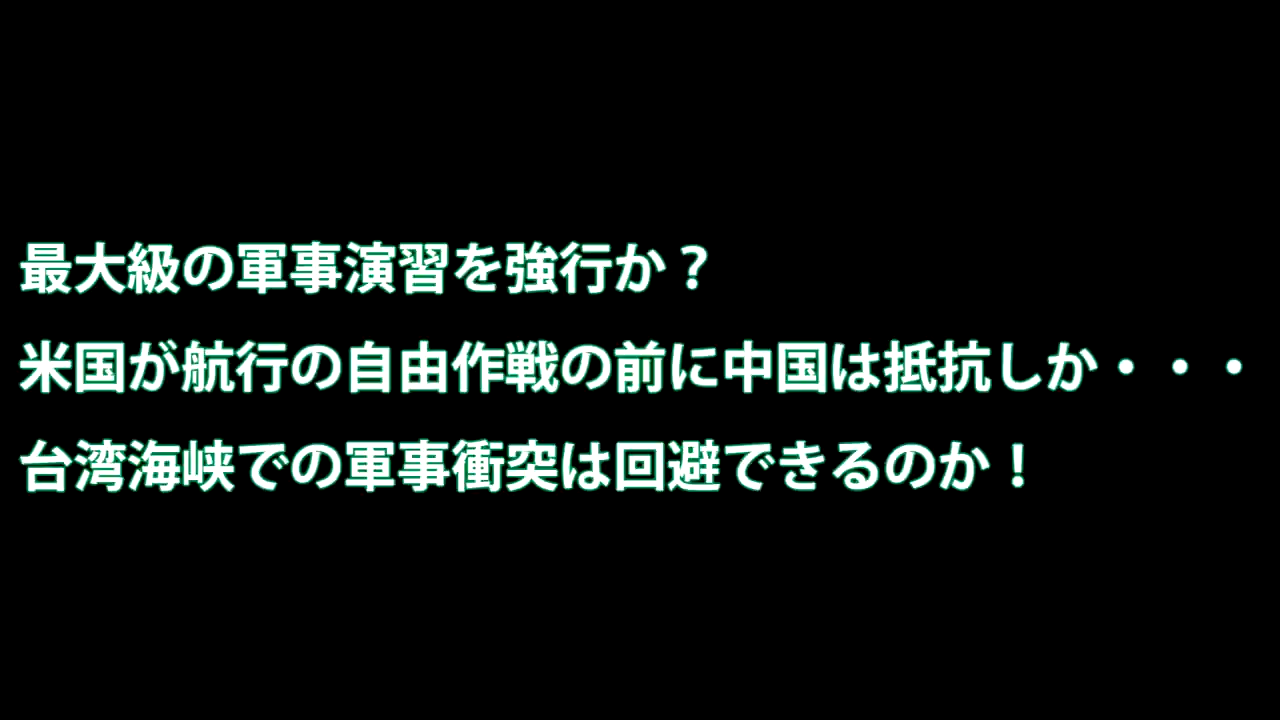 最大級の軍事演習を強行か？
米国が航行の自由作戦の前に中国は抵抗しか・・・
台湾海峡での軍事衝突は回避できるのか！